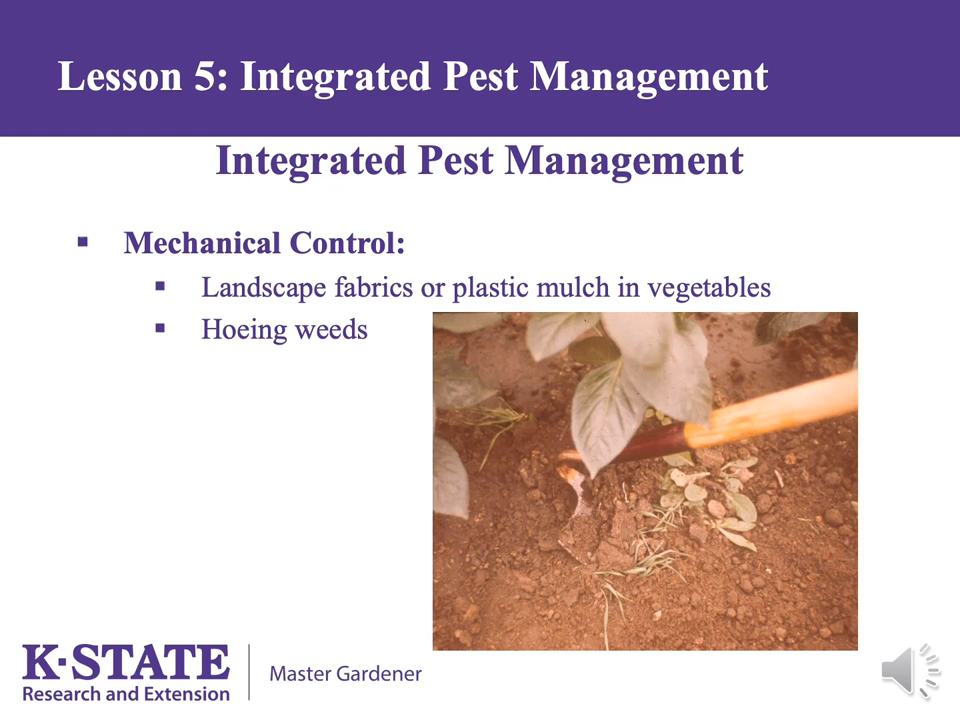 Lesson 5: Integrated Pest Management
Integrated Pest Management
▪ Mechanical Control:
▪ Landscape fabrics or plastic mulch in vegetables
▪ Hoeing weeds
K·STATE
Research and Extension
Master Gardener